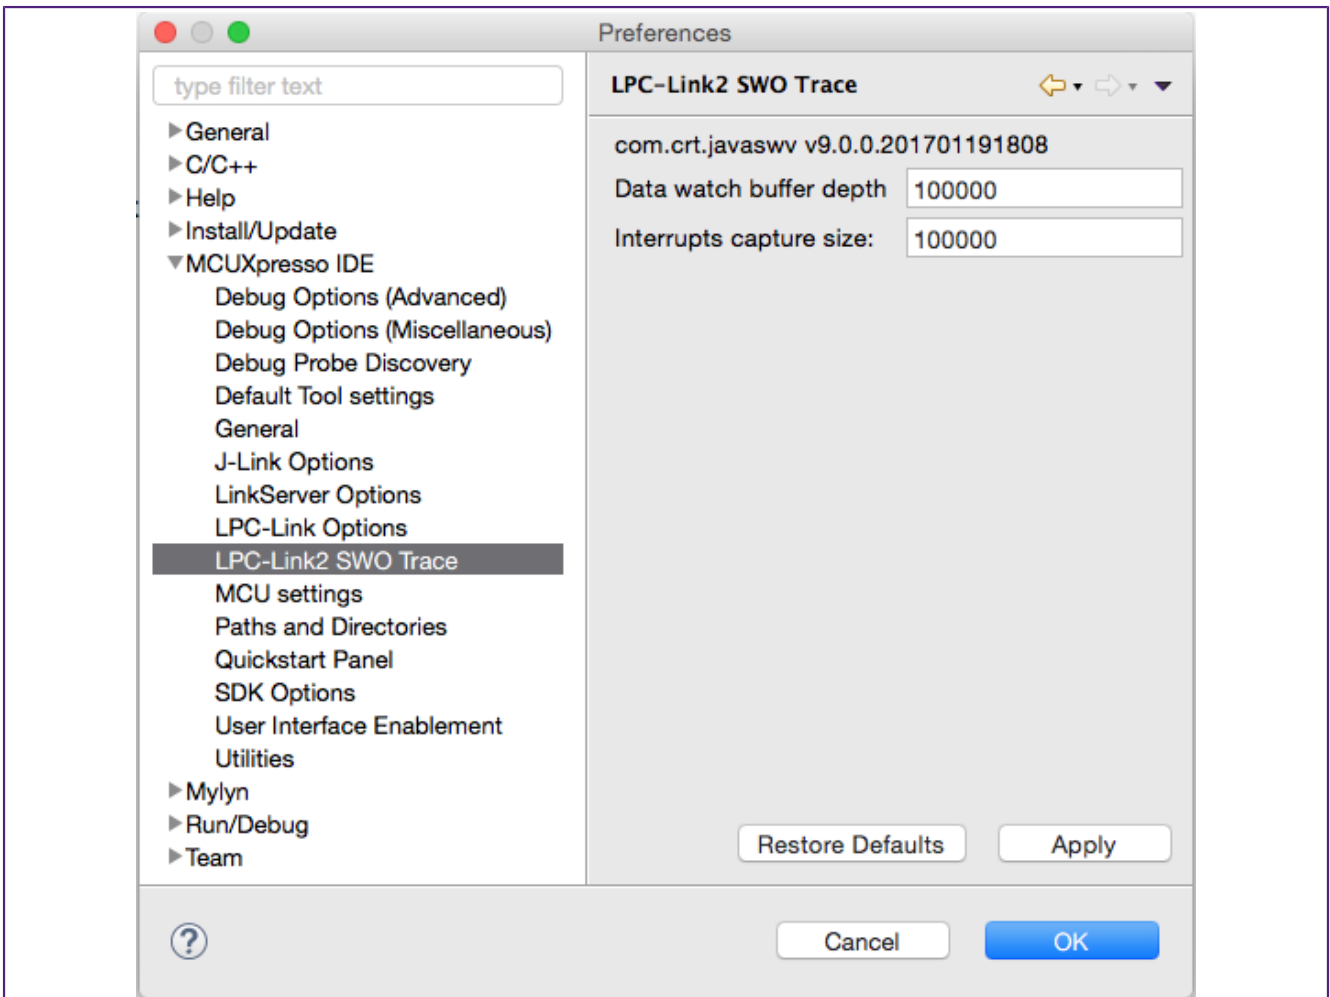 Preferences
type filter text
General
C/C++
Help
Install/Update
MCUXpresso IDE
Debug Options (Advanced)
Debug Options (Miscellaneous)
Debug Probe Discovery
Default Tool settings
General
J-Link Options
LinkServer Options
LPC-Link Options
LPC-Link2 SWO Trace
MCU settings
Paths and Directories
Quickstart Panel
SDK Options
User Interface Enablement
Utilities
Mylyn
Run/Debug
Team
LPC-Link2 SWO Trace
com.crt.javaswv v9.0.0.201701191808
Data watch buffer depth 100000
Interrupts capture size: 100000
Restore Defaults Apply
? Cancel OK